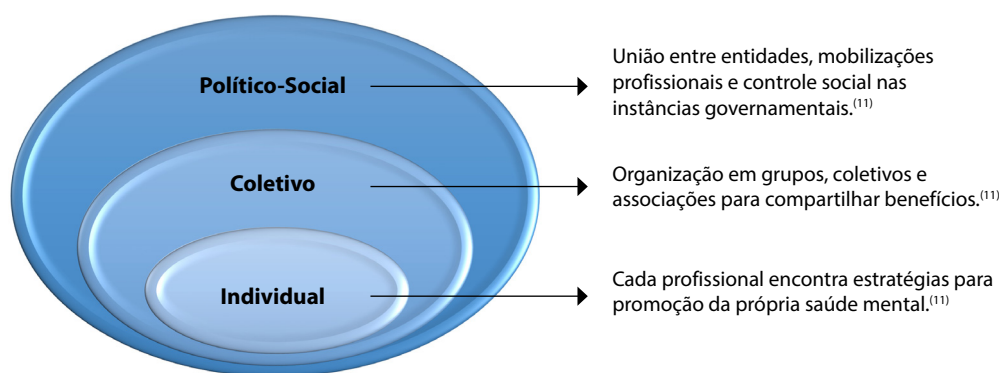 Político-Social
União entre entidades, mobilizações
profissionais e controle social nas
instâncias governamentais.(11)
Coletivo
Organização em grupos, coletivos e
associações para compartilhar benefícios.(11)
Individual
Cada profissional encontra estratégias para
promoção da própria saúde mental.(11)